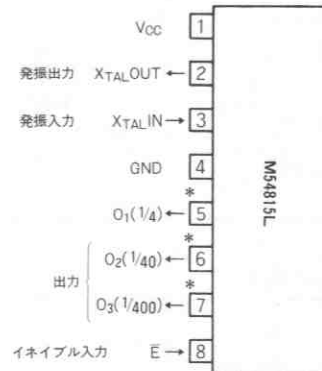 Vcc 1
発振出力 XTALOUT ← 2
発振入力 XTALIN → 3
GND 4
*
O1(1/4) ← 5
*
O2(1/40) ← 6
出力
*
O3(1/400) ← 7
イネイブル入力 E̅ → 8
M54815L